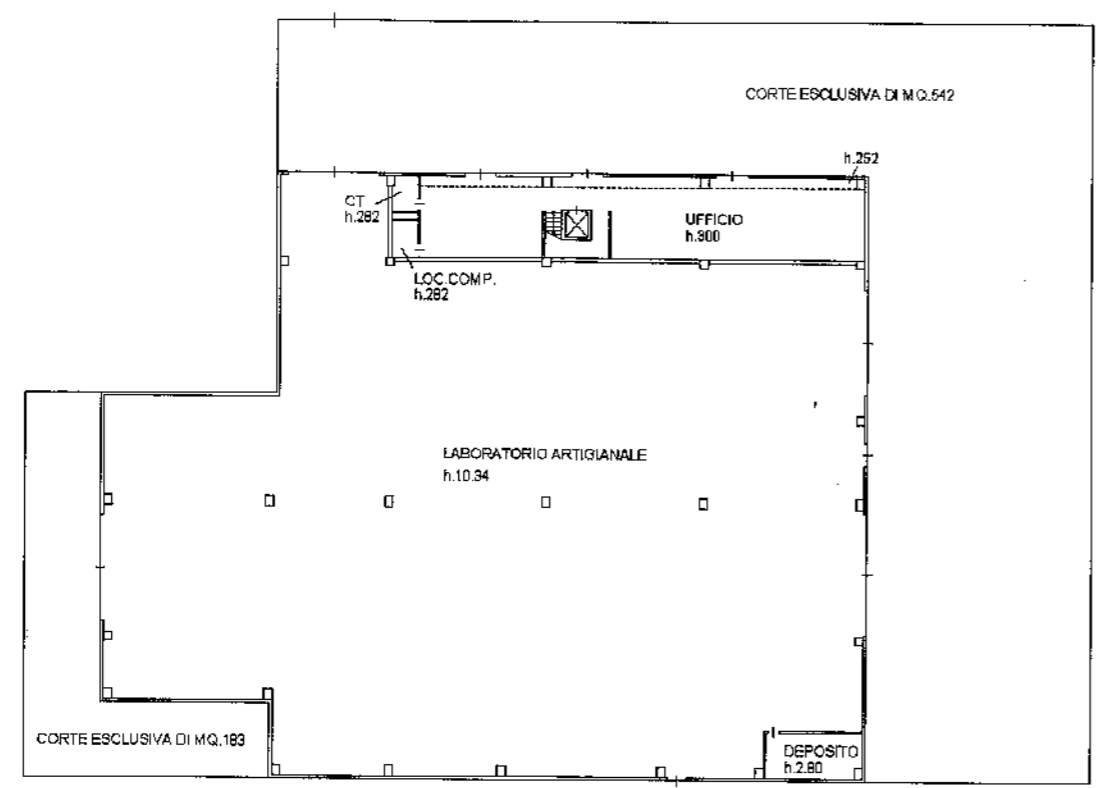 CORTE ESCLUSIVA DI MQ.542
h.262
CT
h.282
UFFICIO
h.300
LOC.COMP.
h.282
LABORATORIO ARTIGIANALE
h.10.34
CORTE ESCLUSIVA DI MQ.183
DEPOSITO
h.2.80